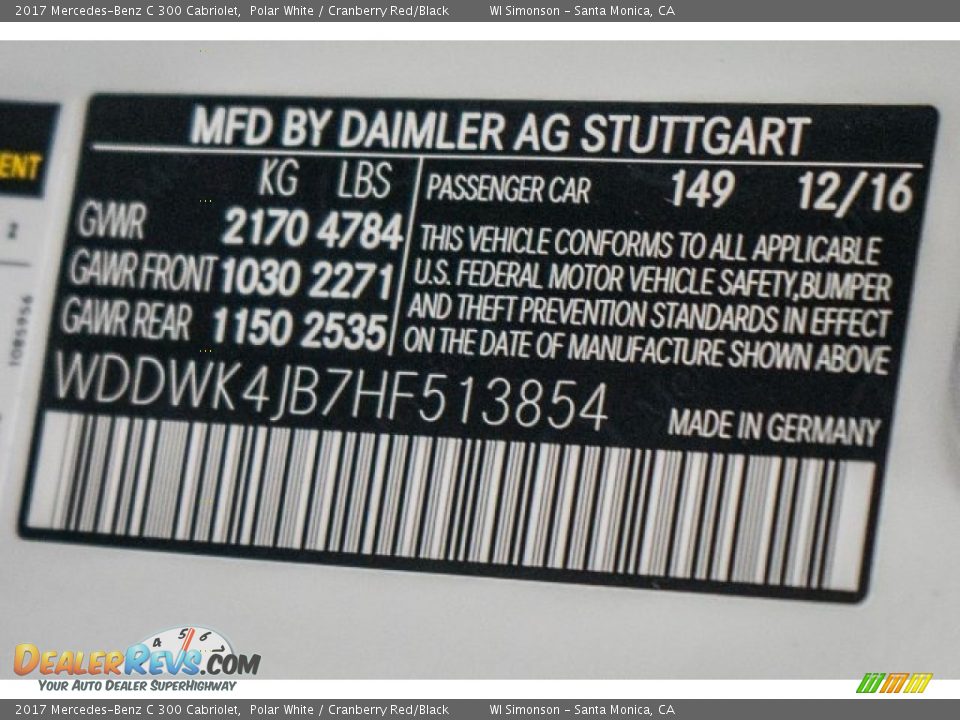 2017 Mercedes-Benz C 300 Cabriolet, Polar White / Cranberry Red/Black WI Simonson - Santa Monica, CA
MFD BY DAIMLER AG STUTTGART
KG LBS
GVWR 2170 4784
GAWR FRONT 1030 2271
GAWR REAR 1150 2535
PASSENGER CAR 149 12/16
THIS VEHICLE CONFORMS TO ALL APPLICABLE
U.S. FEDERAL MOTOR VEHICLE SAFETY,BUMPER
AND THEFT PREVENTION STANDARDS IN EFFECT
ON THE DATE OF MANUFACTURE SHOWN ABOVE
WDDWK4JB7HF513854
MADE IN GERMANY
ENT
4 5 6
DEALERREVS.COM
YOUR AUTO DEALER SUPERHIGHWAY
2017 Mercedes-Benz C 300 Cabriolet, Polar White / Cranberry Red/Black WI Simonson - Santa Monica, CA